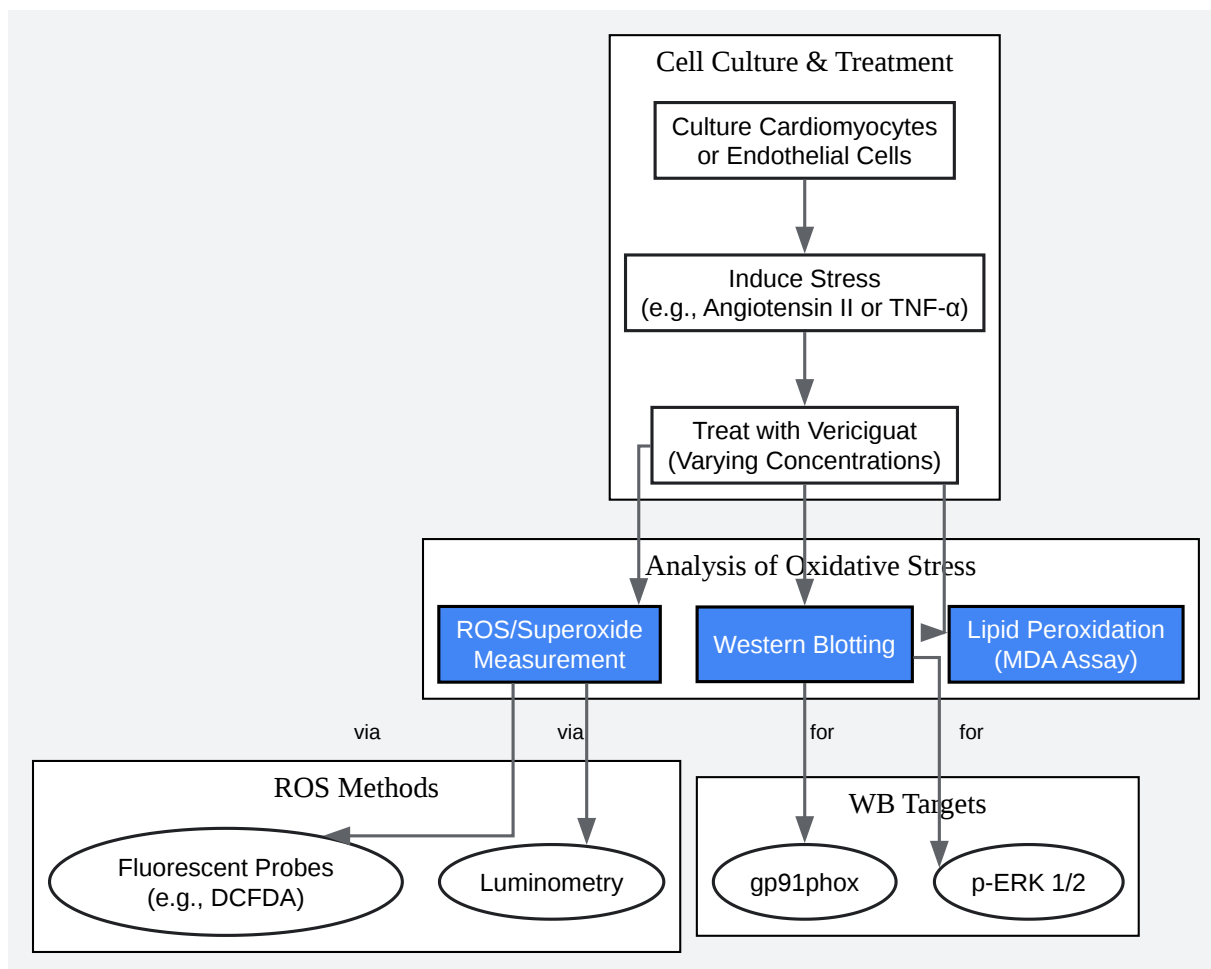 Cell Culture & Treatment
Culture Cardiomyocytes
or Endothelial Cells
Induce Stress
(e.g., Angiotensin II or TNF-α)
Treat with Vericiguat
(Varying Concentrations)
Analysis of Oxidative Stress
ROS/Superoxide
Measurement
Western Blotting
Lipid Peroxidation
(MDA Assay)
via
via
for
for
ROS Methods
WB Targets
Fluorescent Probes
(e.g., DCFDA)
Luminometry
gp91phox
p-ERK 1/2